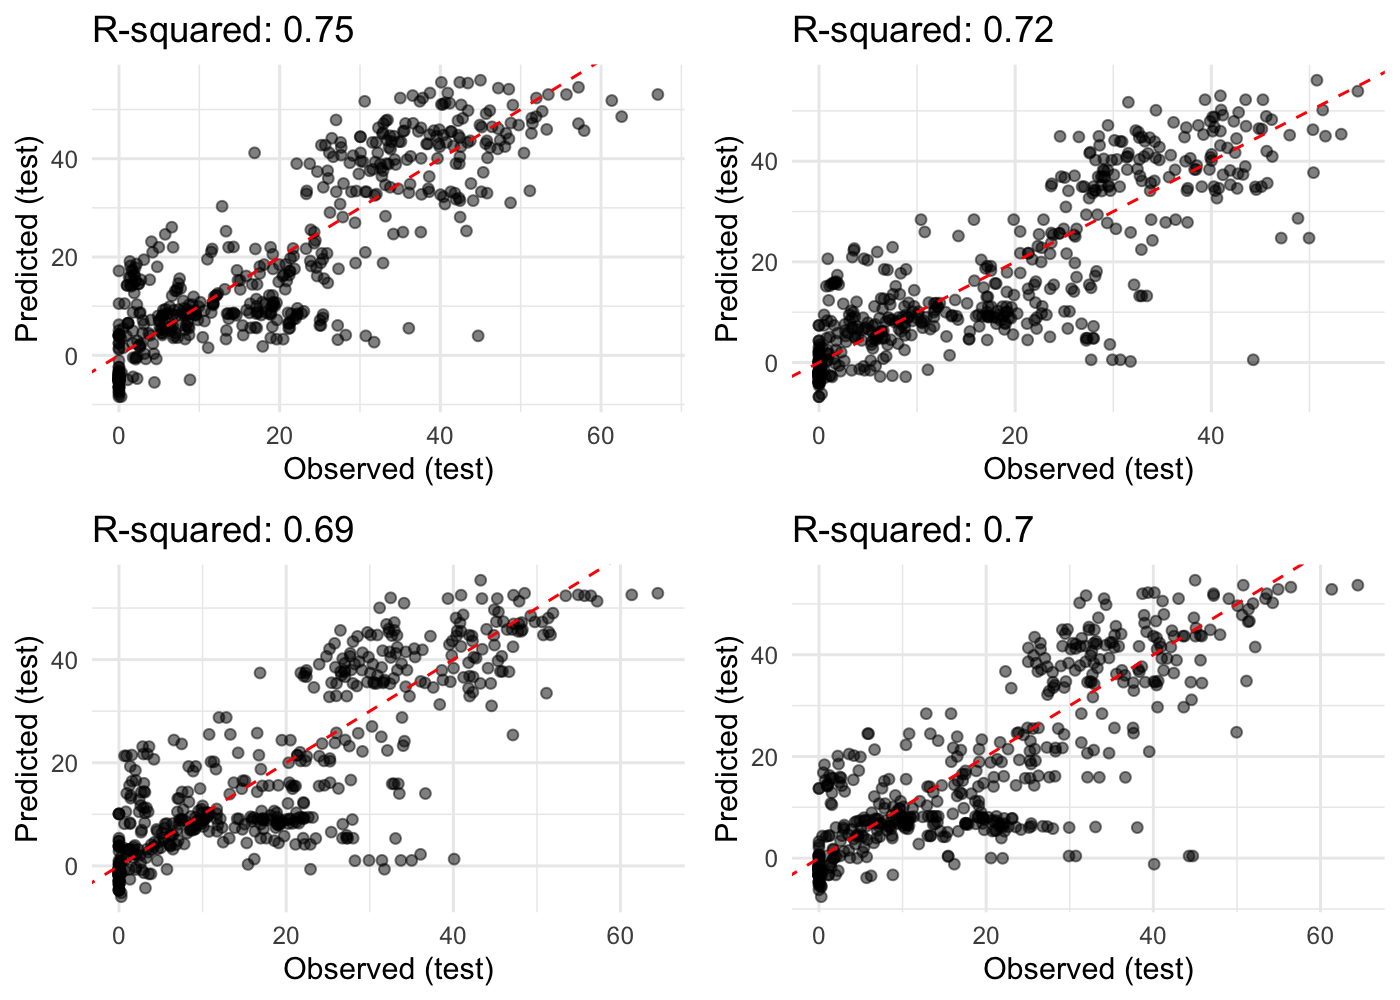 R-squared: 0.75
Predicted (test)
40
20
0
0 20 40 60
Observed (test)
R-squared: 0.72
Predicted (test)
40
20
0
0 20 40
Observed (test)
R-squared: 0.69
Predicted (test)
40
20
0
0 20 40 60
Observed (test)
R-squared: 0.7
Predicted (test)
40
20
0
0 20 40 60
Observed (test)